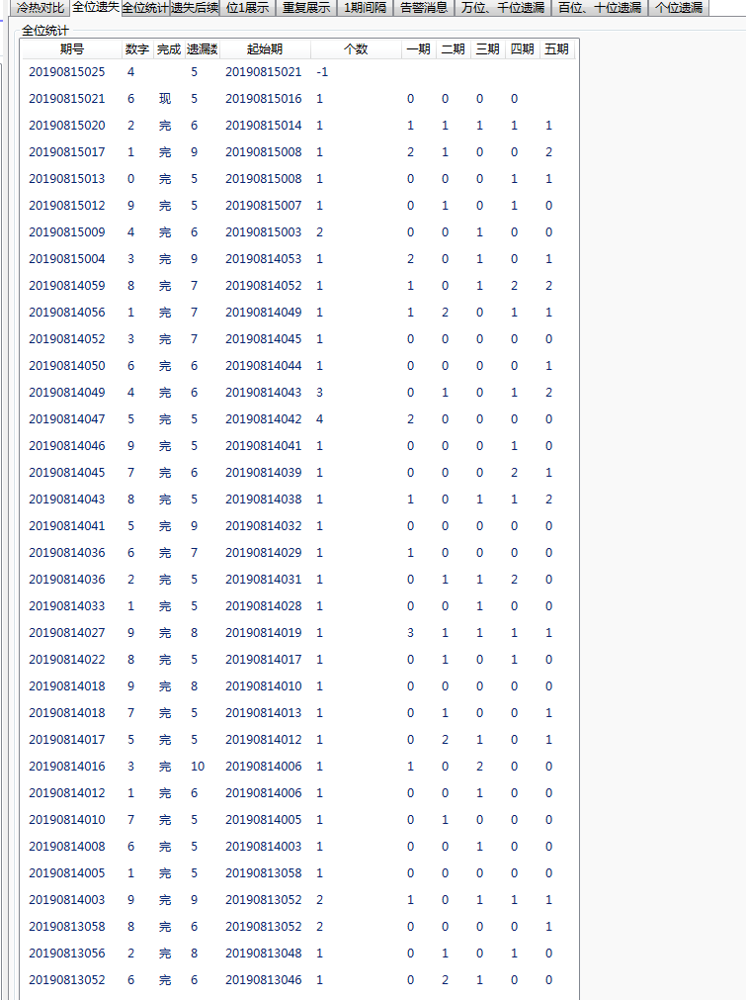 冷热对比 全位遗失 全位统计 遗失后续 位1展示 重复展示 1期间隔 告警消息 万位、千位遗漏 百位、十位遗漏 个位遗漏
全位统计
期号 数字 完成 遗漏数 起始期 个数 一期 二期 三期 四期 五期
20190815025 4 5 20190815021 -1
20190815021 6 现 5 20190815016 1 0 0 0 0
20190815020 2 完 6 20190815014 1 1 1 1 1 1
20190815017 1 完 9 20190815008 1 2 1 0 0 2
20190815013 0 完 5 20190815008 1 0 0 0 1 1
20190815012 9 完 5 20190815007 1 0 1 0 1 0
20190815009 4 完 6 20190815003 2 0 0 1 0 0
20190815004 3 完 9 20190814053 1 2 0 1 0 1
20190814059 8 完 7 20190814052 1 1 0 1 2 2
20190814056 1 完 7 20190814049 1 1 2 0 1 1
20190814052 3 完 7 20190814045 1 0 0 0 0 0
20190814050 6 完 6 20190814044 1 0 0 0 0 1
20190814049 4 完 6 20190814043 3 0 1 0 1 2
20190814047 5 完 5 20190814042 4 2 0 0 0 0
20190814046 9 完 5 20190814041 1 0 0 0 1 0
20190814045 7 完 6 20190814039 1 0 0 0 2 1
20190814043 8 完 5 20190814038 1 1 0 1 1 2
20190814041 5 完 9 20190814032 1 0 0 0 0 0
20190814036 6 完 7 20190814029 1 1 0 0 0 0
20190814036 2 完 5 20190814031 1 0 1 1 2 0
20190814033 1 完 5 20190814028 1 0 0 1 0 0
20190814027 9 完 8 20190814019 1 3 1 1 1 1
20190814022 8 完 5 20190814017 1 0 1 0 1 0
20190814018 9 完 8 20190814010 1 0 0 0 0 0
20190814018 7 完 5 20190814013 1 0 1 0 0 1
20190814017 5 完 5 20190814012 1 0 2 1 0 1
20190814016 3 完 10 20190814006 1 1 0 2 0 0
20190814012 1 完 6 20190814006 1 0 0 1 0 0
20190814010 7 完 5 20190814005 1 0 1 0 0 0
20190814008 6 完 5 20190814003 1 0 0 1 0 0
20190814005 1 完 5 20190813058 1 0 0 0 0 0
20190814003 9 完 9 20190813052 2 1 0 1 1 1
20190813058 8 完 6 20190813052 2 0 0 0 0 1
20190813056 2 完 8 20190813048 1 0 1 0 1 0
20190813052 6 完 6 20190813046 1 0 2 1 0 0